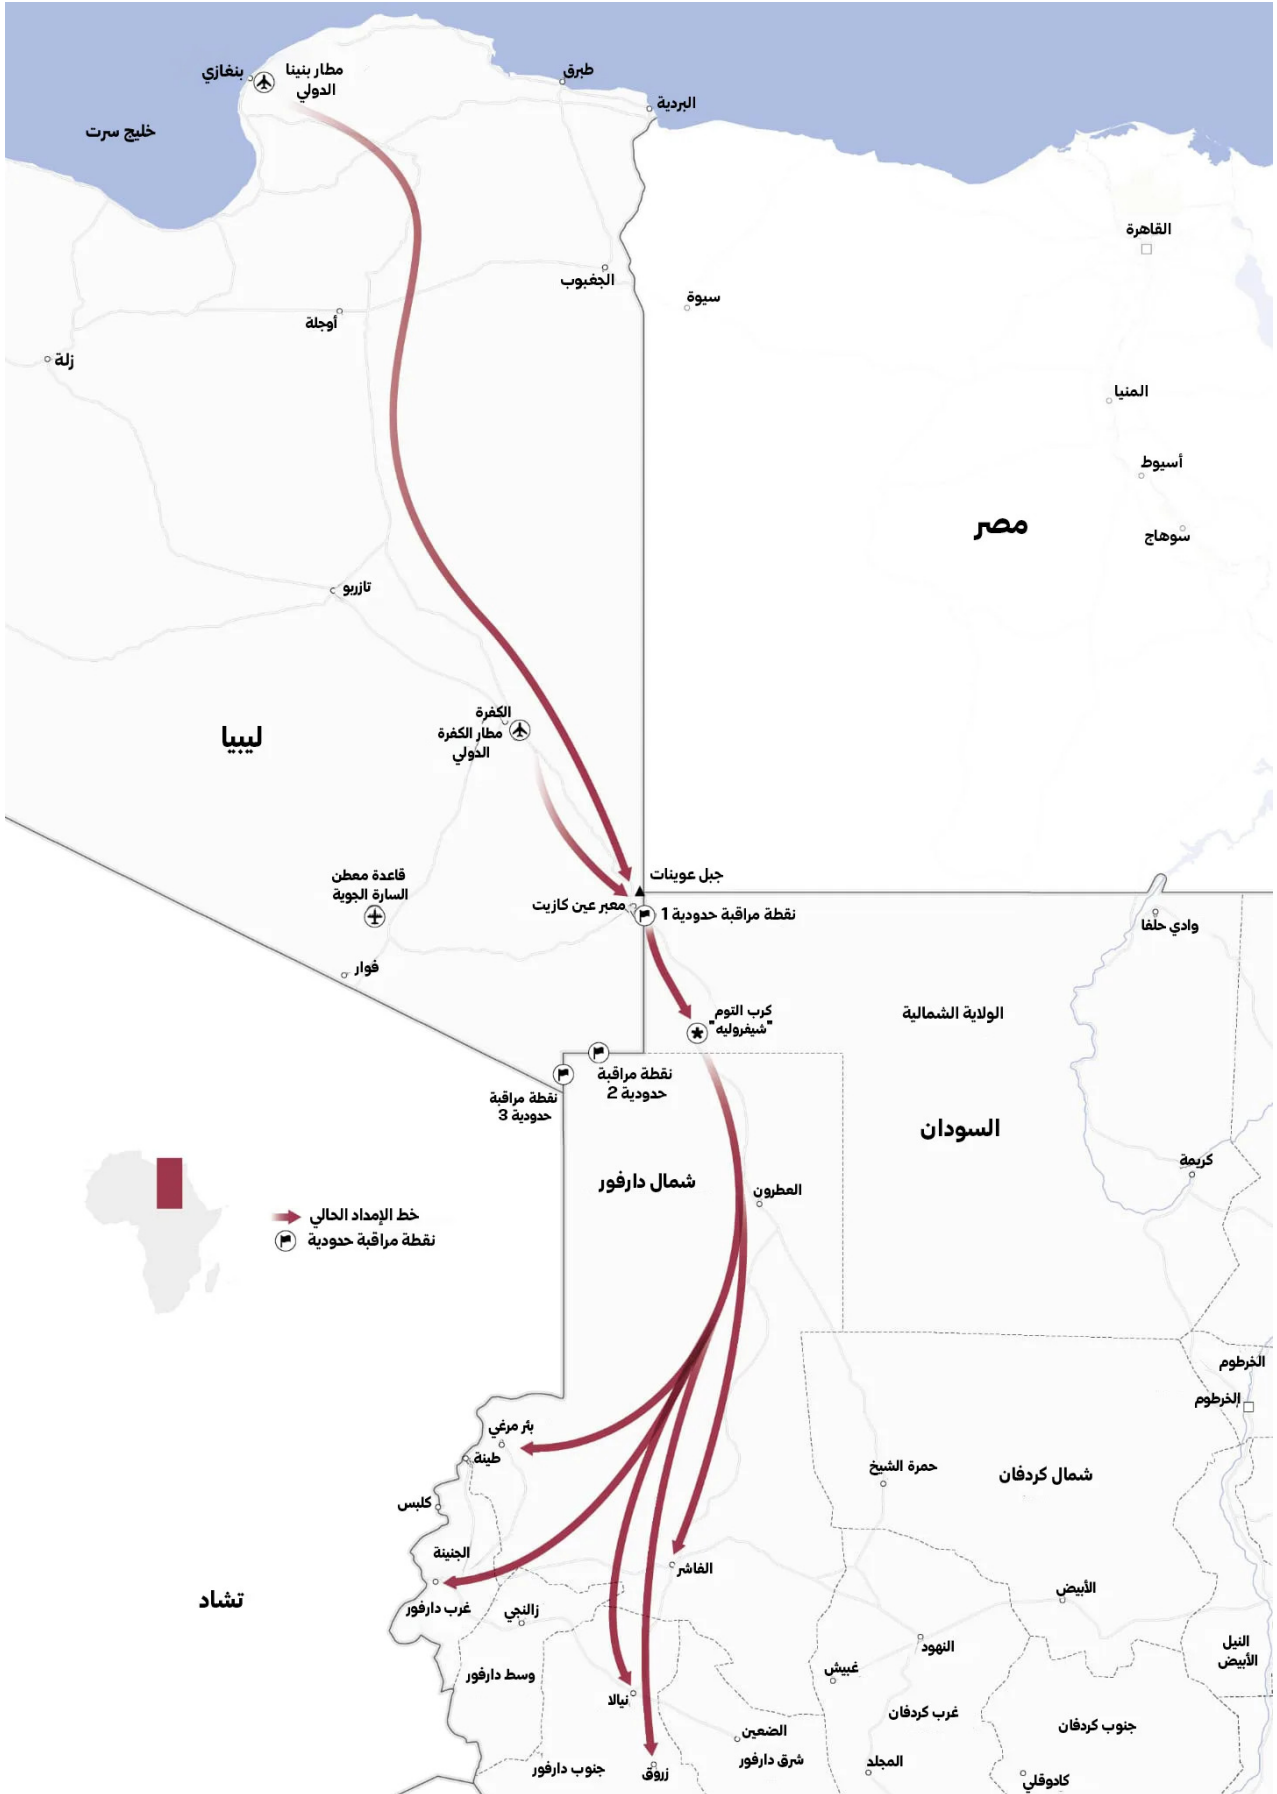 بنغازي
مطار بنينا
الدولي
طبرق
البردية
خليج سرت
القاهرة
الجغبوب
سيوة
أوجلة
زلة
المنيا
أسيوط
سوهاج
مصر
تازربو
الكفرة
مطار الكفرة
الدولي
ليبيا
قاعدة معطن
السارة الجوية
جبل عوينات
معبر عين كازيت
نقطة مراقبة حدودية 1
وادي حلفا
فوار
كرب التوم
"شيفروليه"
الولاية الشمالية
نقطة مراقبة
حدودية 2
نقطة مراقبة
حدودية 3
السودان
شمال دارفور
العطرون
كريمة
خط الإمداد الحالي
نقطة مراقبة حدودية
الخرطوم
الخرطوم
بئر مرغي
طينة
حمرة الشيخ
شمال كردفان
كلبس
الجنينة
الفاشر
تشاد
غرب دارفور
زالنجي
الأبيض
النهود
النيل
الأبيض
وسط دارفور
غبيش
نيالا
غرب كردفان
جنوب كردفان
الضعين
شرق دارفور
المجلد
جنوب دارفور
زروق
كادوقلي